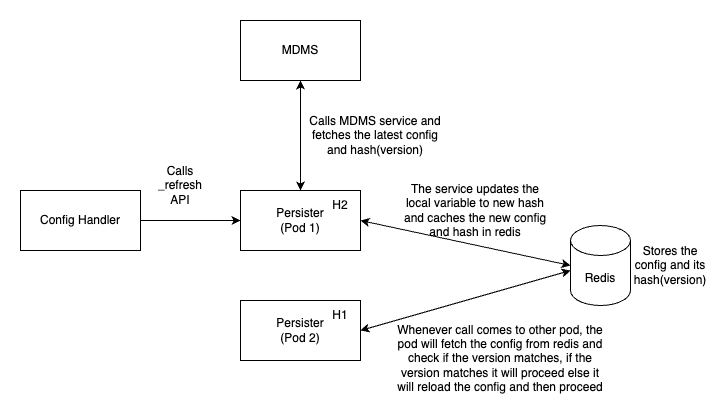 MDMS
Calls MDMS service and
fetches the latest config
and hash(version)
Calls
_refresh
API
Config Handler
Persister
(Pod 1)
H2
The service updates the
local variable to new hash
and caches the new config
and hash in redis
Redis
Stores the
config and its
hash(version)
Persister
(Pod 2)
H1
Whenever call comes to other pod, the
pod will fetch the config from redis and
check if the version matches, if the
version matches it will proceed else it
will reload the config and then proceed